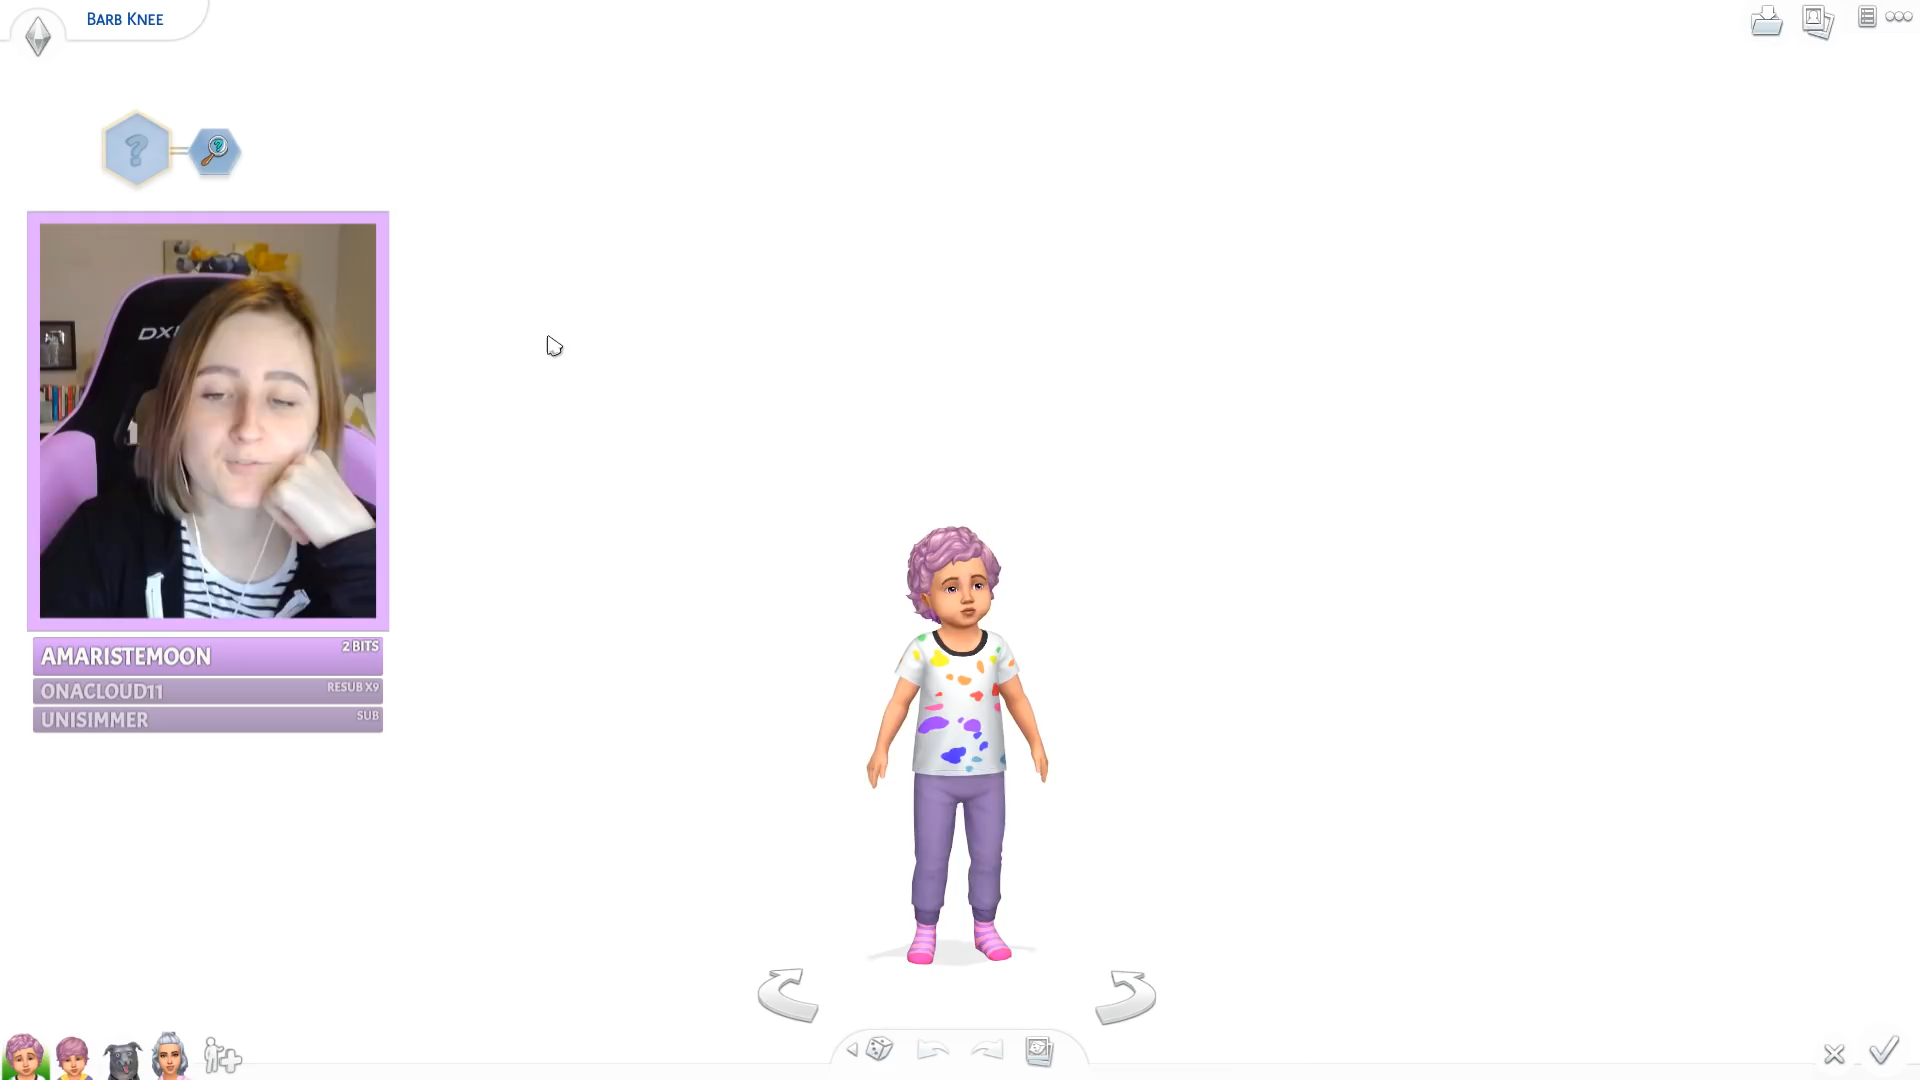 Barb Knee
DX
AMARISTEMOON
2 BITS
ONACLOUD11
RESUB X9
UNISIMMER
SUB